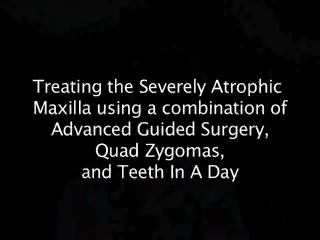 Treating the Severely Atrophic
Maxilla using a combination of
Advanced Guided Surgery,
Quad Zygomas,
and Teeth In A Day